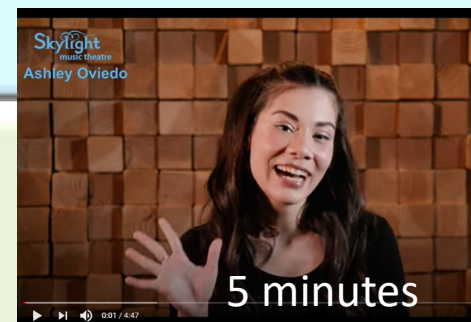 Skylight
music theatre
Ashley Oviedo
5 minutes
0:01 / 4:47